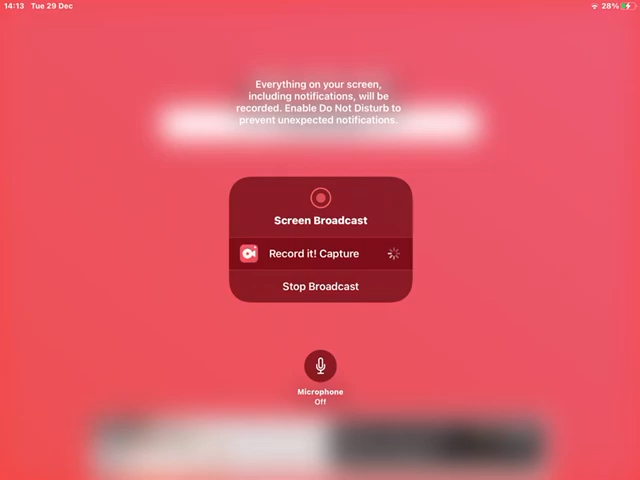 14:13 Tue 29 Dec 28%
Everything on your screen,
including notifications, will be
recorded. Enable Do Not Disturb to
prevent unexpected notifications.
Screen Broadcast
Record it! Capture
Stop Broadcast
Microphone
Off